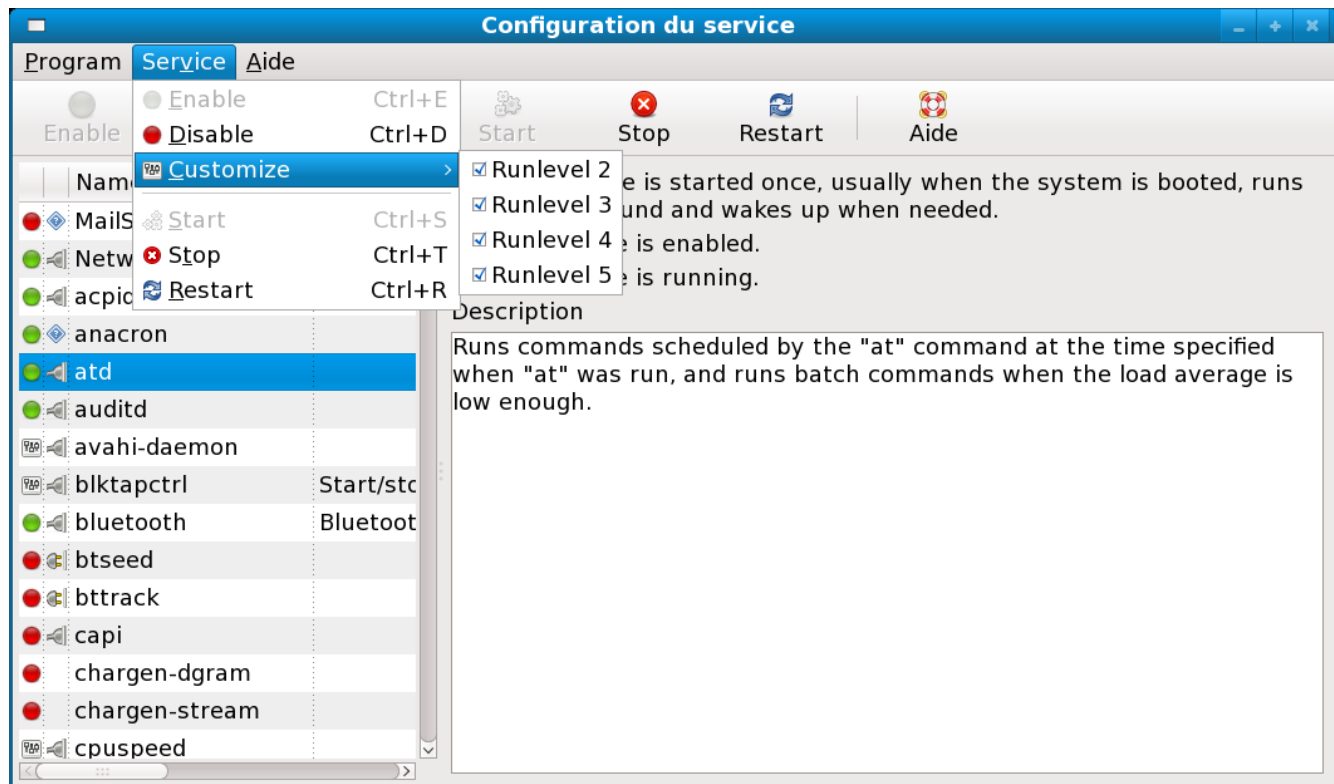 Configuration du service
Program Service Aide
Enable Start Stop Restart Aide
Enable Ctrl+E
Disable Ctrl+D
Customize
Start Ctrl+S
Stop Ctrl+T
Restart Ctrl+R
Runlevel 2
Runlevel 3
Runlevel 4
Runlevel 5
anacron
atd
auditd
avahi-daemon
blktapctrl
bluetooth
btseed
bttrack
capi
chargen-dgram
chargen-stream
cpuspeed
is started once, usually when the system is booted, runs
and wakes up when needed.
is enabled.
is running.
Description
Runs commands scheduled by the "at" command at the time specified
when "at" was run, and runs batch commands when the load average is
low enough.